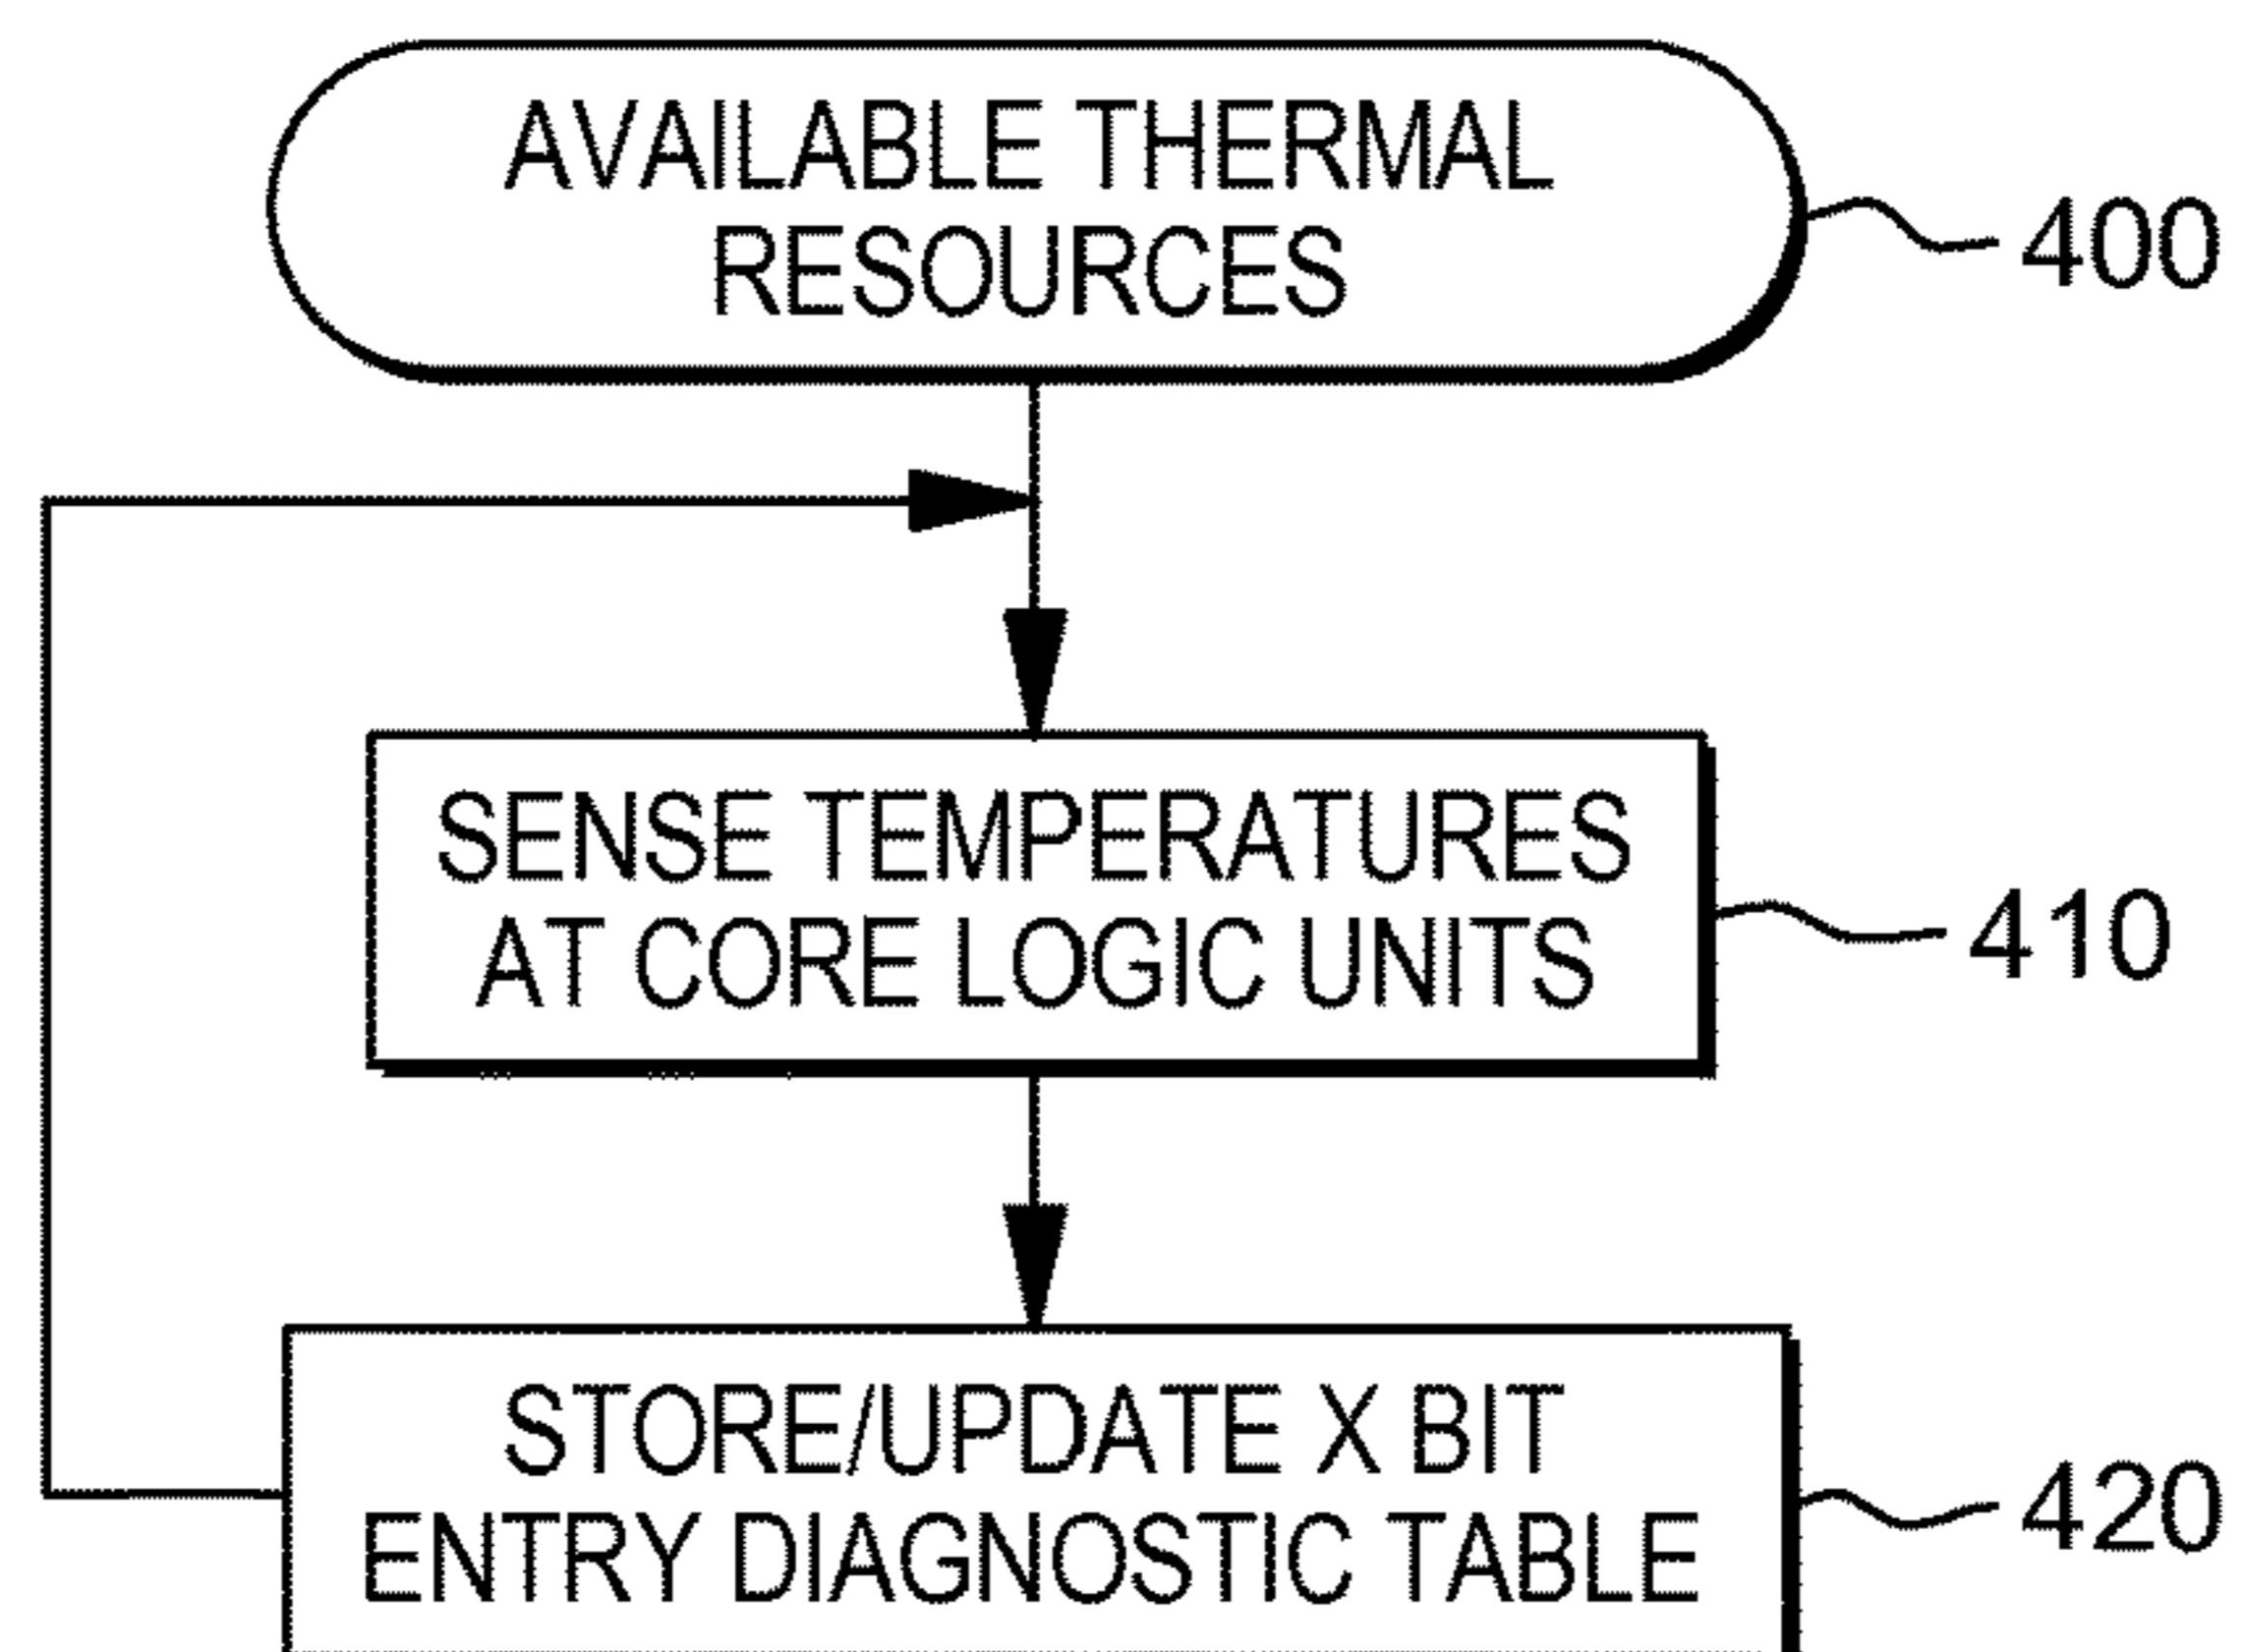 AVAILABLE THERMAL
RESOURCES
400
SENSE TEMPERATURES
AT CORE LOGIC UNITS
410
STORE/UPDATE X BIT
ENTRY DIAGNOSTIC TABLE
420